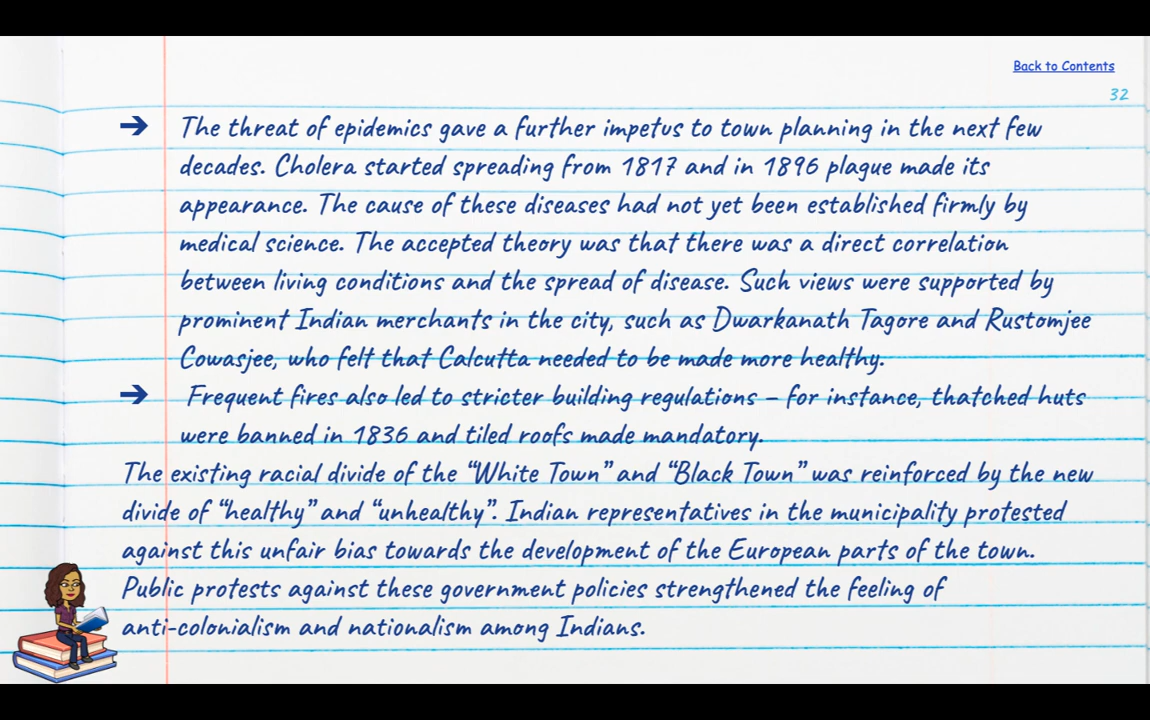 Back to Contents
32
➔ The threat of epidemics gave a further impetus to town planning in the next few
decades. Cholera started spreading from 1817 and in 1896 plague made its
appearance. The cause of these diseases had not yet been established firmly by
medical science. The accepted theory was that there was a direct correlation
between living conditions and the spread of disease. Such views were supported by
prominent Indian merchants in the city, such as Dwarkanath Tagore and Rustomjee
Cowasjee, who felt that Calcutta needed to be made more healthy.
➔ Frequent fires also led to stricter building regulations – for instance, thatched huts
were banned in 1836 and tiled roofs made mandatory.
The existing racial divide of the “White Town” and “Black Town” was reinforced by the new
divide of “healthy” and “unhealthy”. Indian representatives in the municipality protested
against this unfair bias towards the development of the European parts of the town.
Public protests against these government policies strengthened the feeling of
anti-colonialism and nationalism among Indians.